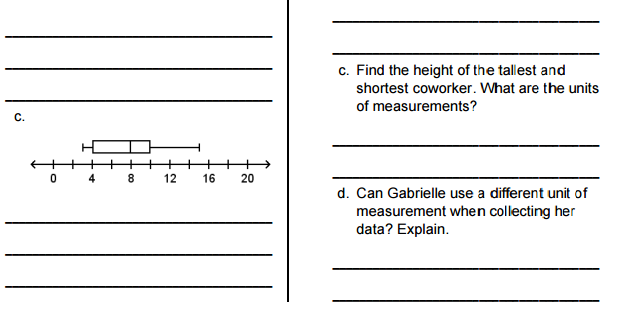 c.
0 4 8 12 16 20
c. Find the height of the tallest and
shortest coworker. What are the units
of measurements?
d. Can Gabrielle use a different unit of
measurement when collecting her
data? Explain.